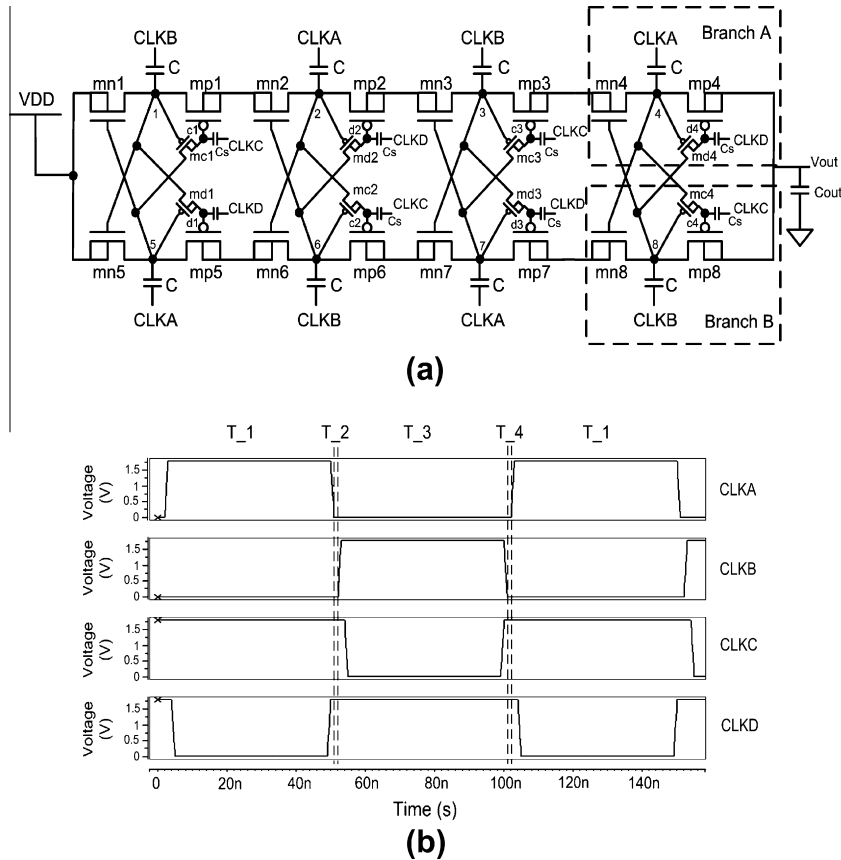 CLKB
CLKA
CLKB
CLKA
Branch A
C
C
C
C
mn1
mp1
mn2
mp2
mn3
mp3
mn4
mp4
VDD
1
2
3
4
c1
d2
c3
d4
Cs
CLKC
Cs
CLKD
Cs
CLKC
Cs
CLKD
mc1
md2
mc3
md4
Vout
md1
mc2
md3
mc4
CLKD
CLKC
CLKD
CLKC
Cout
d1
Cs
c2
Cs
d3
Cs
c4
Cs
5
6
7
8
mn5
mp5
mn6
mp6
mn7
mp7
mn8
mp8
C
C
C
C
CLKA
CLKB
CLKA
CLKB
Branch B
(a)
T_1
T_2
T_3
T_4
T_1
Voltage (V)
1.5
1
0.5
0
CLKA
Voltage (V)
1.5
1
0.5
0
CLKB
Voltage (V)
1.5
1
0.5
0
CLKC
Voltage (V)
1.5
1
0.5
0
CLKD
0
20n
40n
60n
80n
100n
120n
140n
Time (s)
(b)